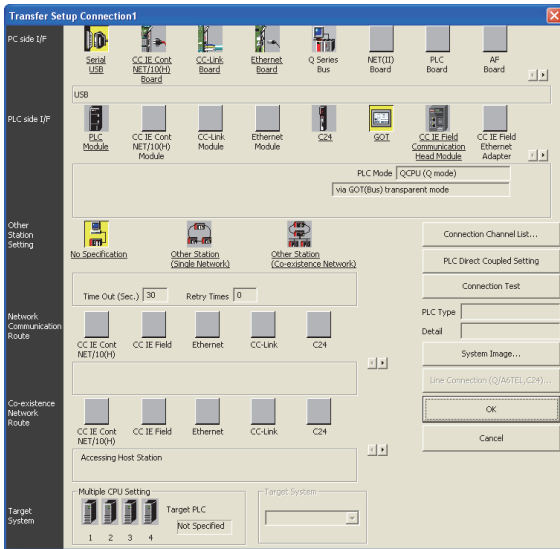 Transfer Setup Connection1
PC side I/F
Serial USB
CC IE Cont NET/10(H) Board
CC-Link Board
Ethernet Board
Q Series Bus
NET(II) Board
PLC Board
AF Board
USB
PLC side I/F
PLC Module
CC IE Cont NET/10(H) Module
CC-Link Module
Ethernet Module
C24
GOT
CC IE Field Communication Head Module
CC IE Field Ethernet Adapter
PLC Mode QCPU (Q mode)
via GOT(Bus) transparent mode
Other Station Setting
No Specification
Other Station (Single Network)
Other Station (Co-existence Network)
Time Out (Sec.) 30 Retry Times 0
Connection Channel List...
PLC Direct Coupled Setting
Connection Test
PLC Type
Detail
System Image...
Line Connection (Q/A6TEL,C24)...
OK
Cancel
Network Communication Route
CC IE Cont NET/10(H)
CC IE Field
Ethernet
CC-Link
C24
Co-existence Network Route
CC IE Cont NET/10(H)
CC IE Field
Ethernet
CC-Link
C24
Accessing Host Station
Target System
Multiple CPU Setting
1 2 3 4
Target PLC
Not Specified
Target System